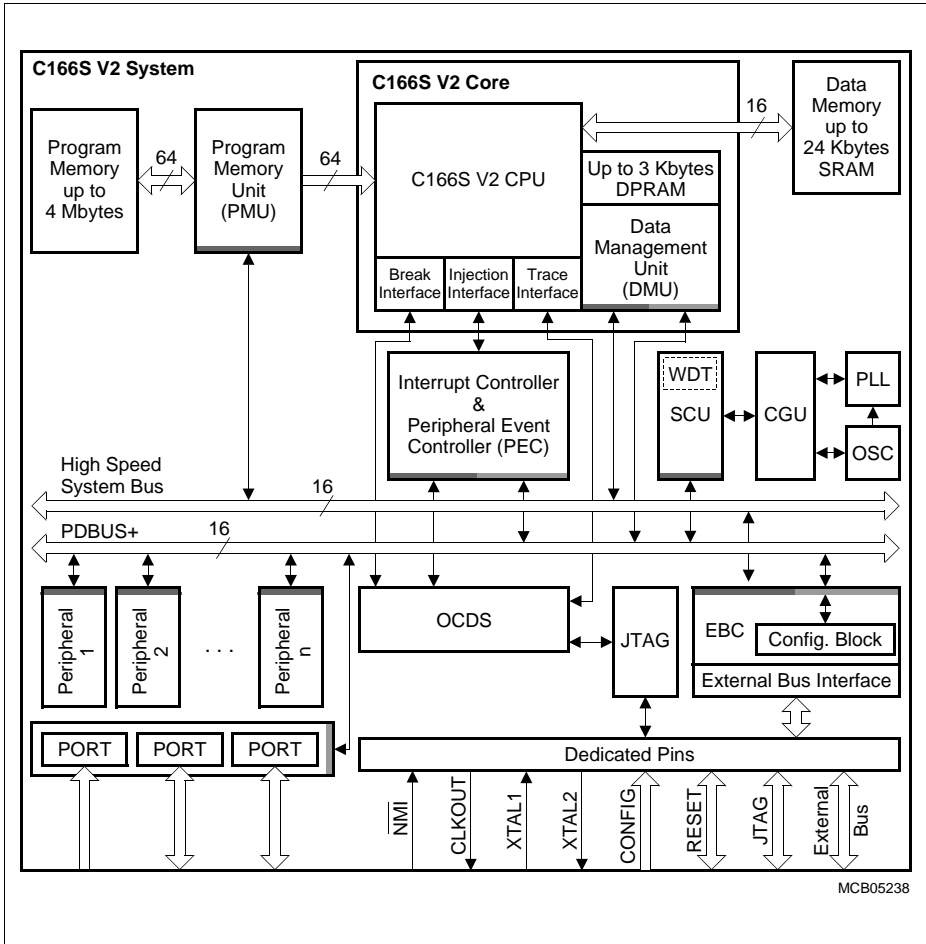 C166S V2 System
C166S V2 Core
Program
Memory
up to
4 Mbytes
64
Program
Memory
Unit
(PMU)
64
C166S V2 CPU
16
Data
Memory
up to
24 Kbytes
SRAM
Up to 3 Kbytes
DPRAM
Data
Management
Unit
(DMU)
Break
Interface
Injection
Interface
Trace
Interface
Interrupt Controller
&
Peripheral Event
Controller (PEC)
WDT
SCU
CGU
PLL
OSC
High Speed
System Bus
16
PDBUS+
16
Peripheral
1
Peripheral
2
. . .
Peripheral
n
OCDS
JTAG
EBC
Config. Block
External Bus Interface
PORT
PORT
PORT
Dedicated Pins
NMI
CLKOUT
XTAL1
XTAL2
CONFIG
RESET
JTAG
External
Bus
MCB05238